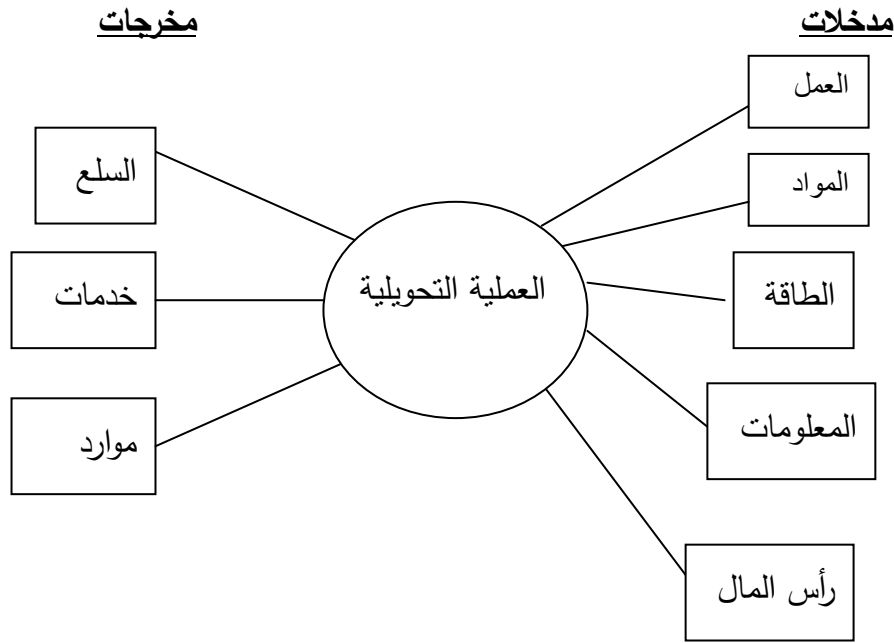 مدخلات
مخرجات
العمل
المواد
الطاقة
المعلومات
رأس المال
العملية التحويلية
السلع
خدمات
موارد